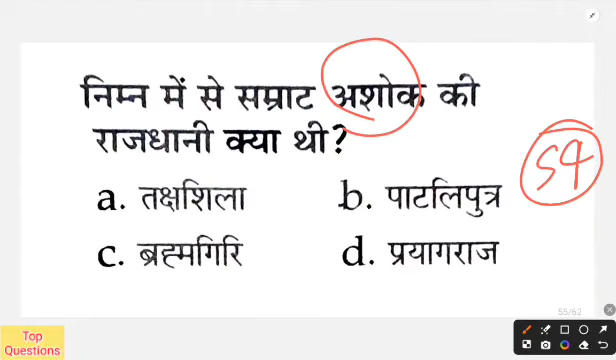 निम्न में से सम्राट अशोक की
राजधानी क्या थी?
a. तक्षशिला
b. पाटलिपुत्र
c. ब्रह्मगिरि
d. प्रयागराज
54
55/62
Top
Questions